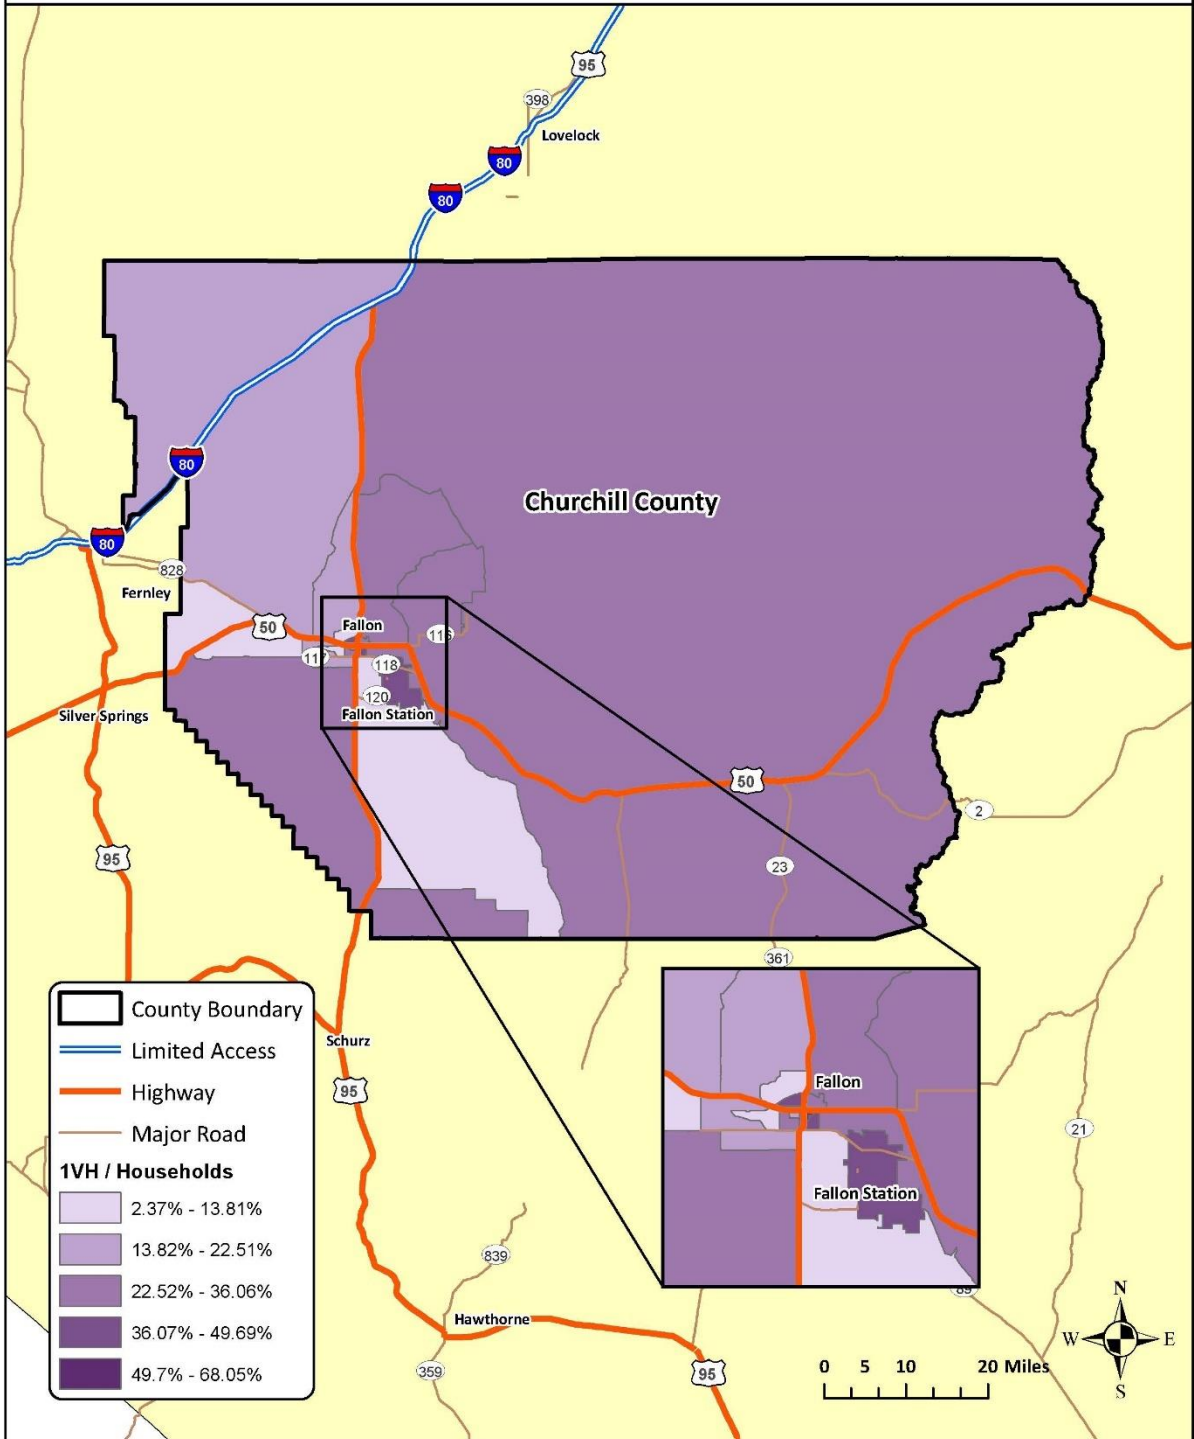 95
398
Lovelock
80
80
Churchill County
80
80
828
Fernley
50
Fallon
116
117
118
120
Silver Springs
Fallon Station
50
2
95
23
361
County Boundary
Limited Access
Schurz
Highway
95
Fallon
Major Road
21
1VH / Households
Fallon Station
2.37% - 13.81%
13.82% - 22.51%
839
22.52% - 36.06%
89
N
36.07% - 49.69%
Hawthorne
W E
49.7% - 68.05%
359
95
0 5 10 20 Miles
S